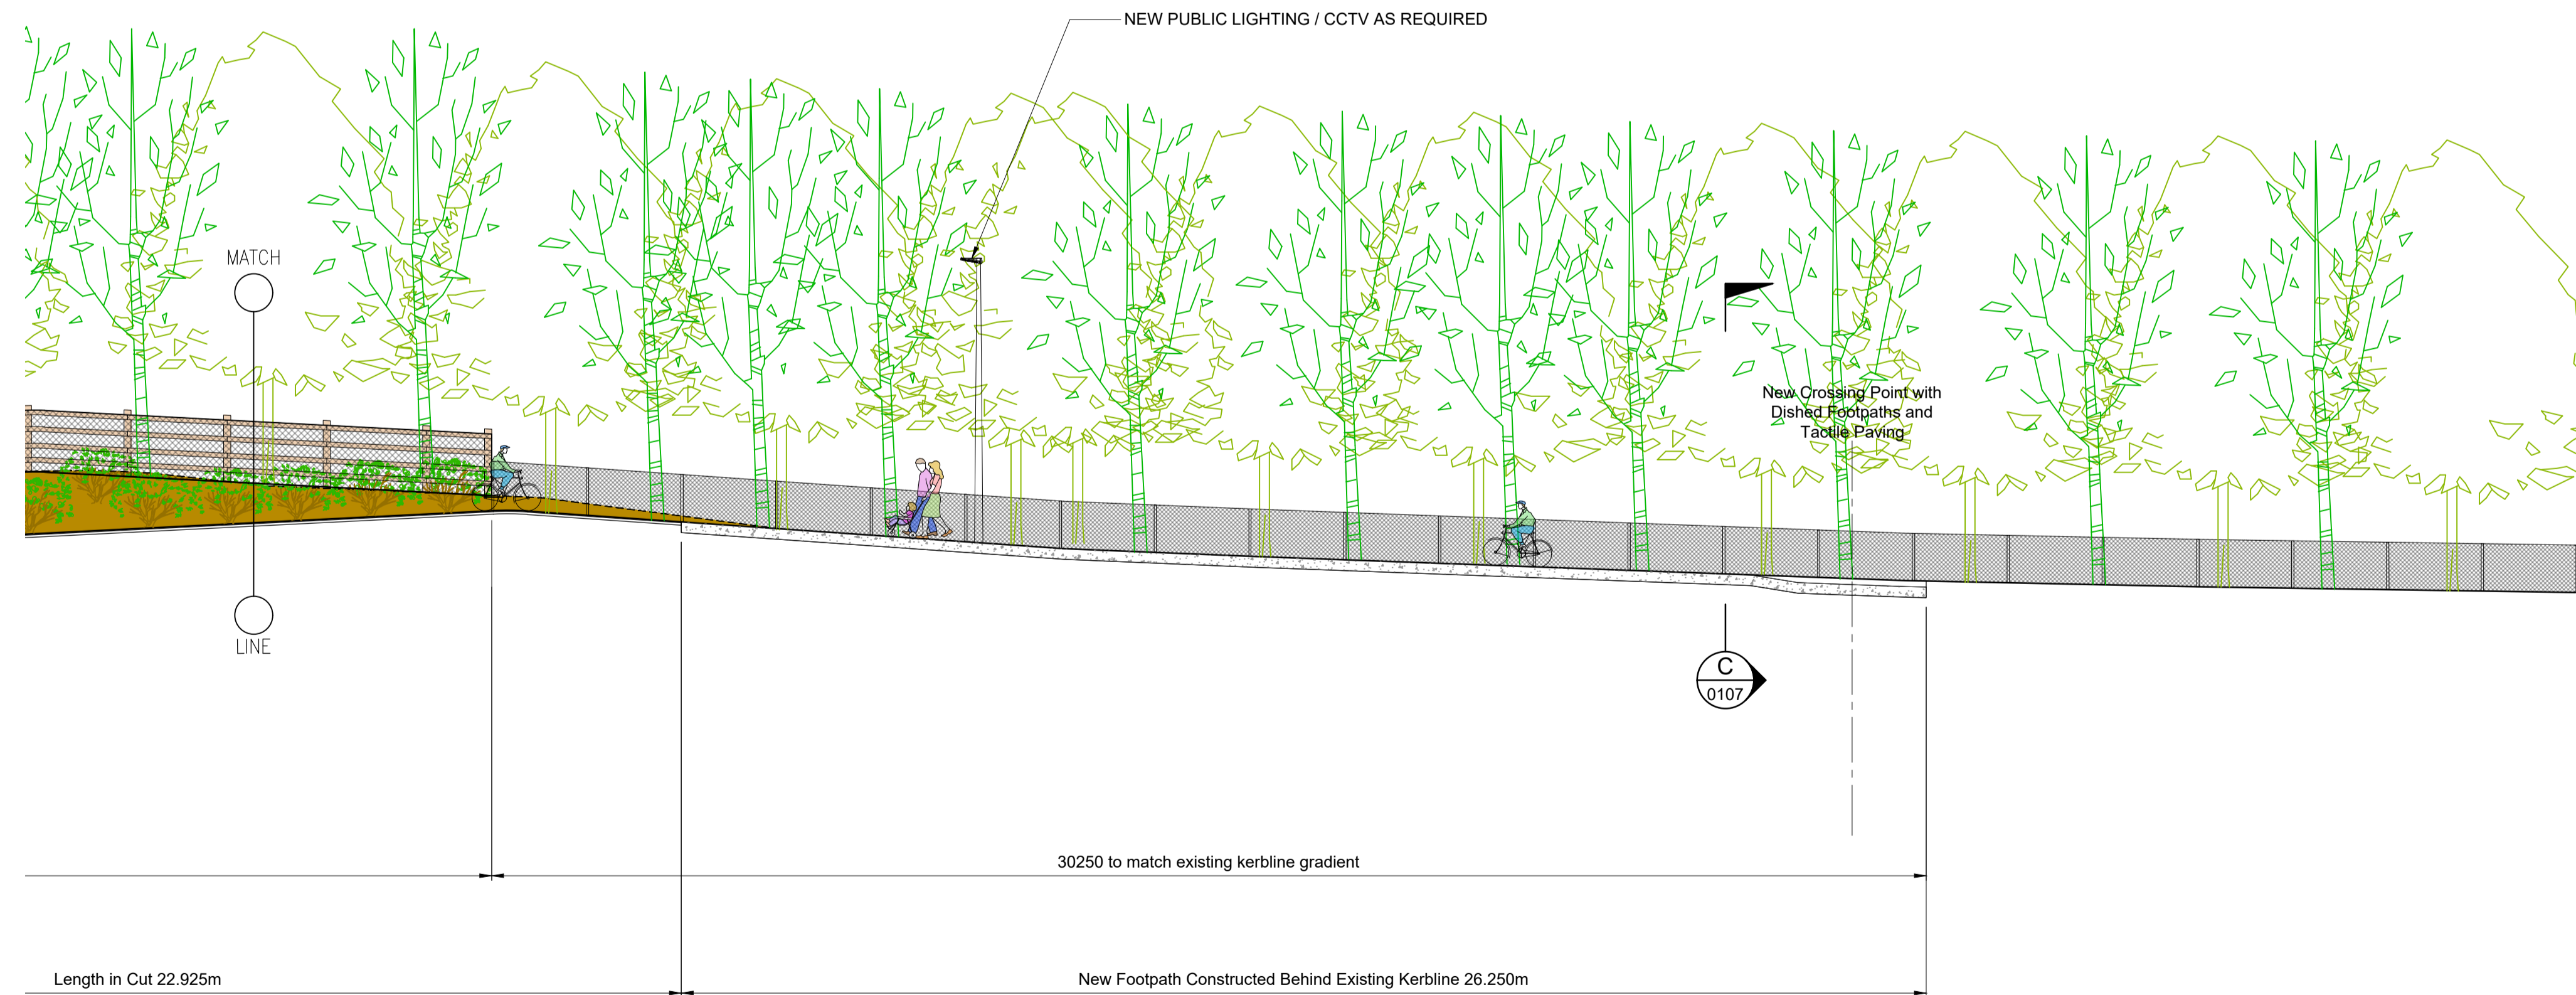 NEW PUBLIC LIGHTING / CCTV AS REQUIRED
MATCH
LINE
New Crossing Point with
Dished Footpaths and
Tactile Paving
C
0107
30250 to match existing kerbline gradient
Length in Cut 22.925m
New Footpath Constructed Behind Existing Kerbline 26.250m